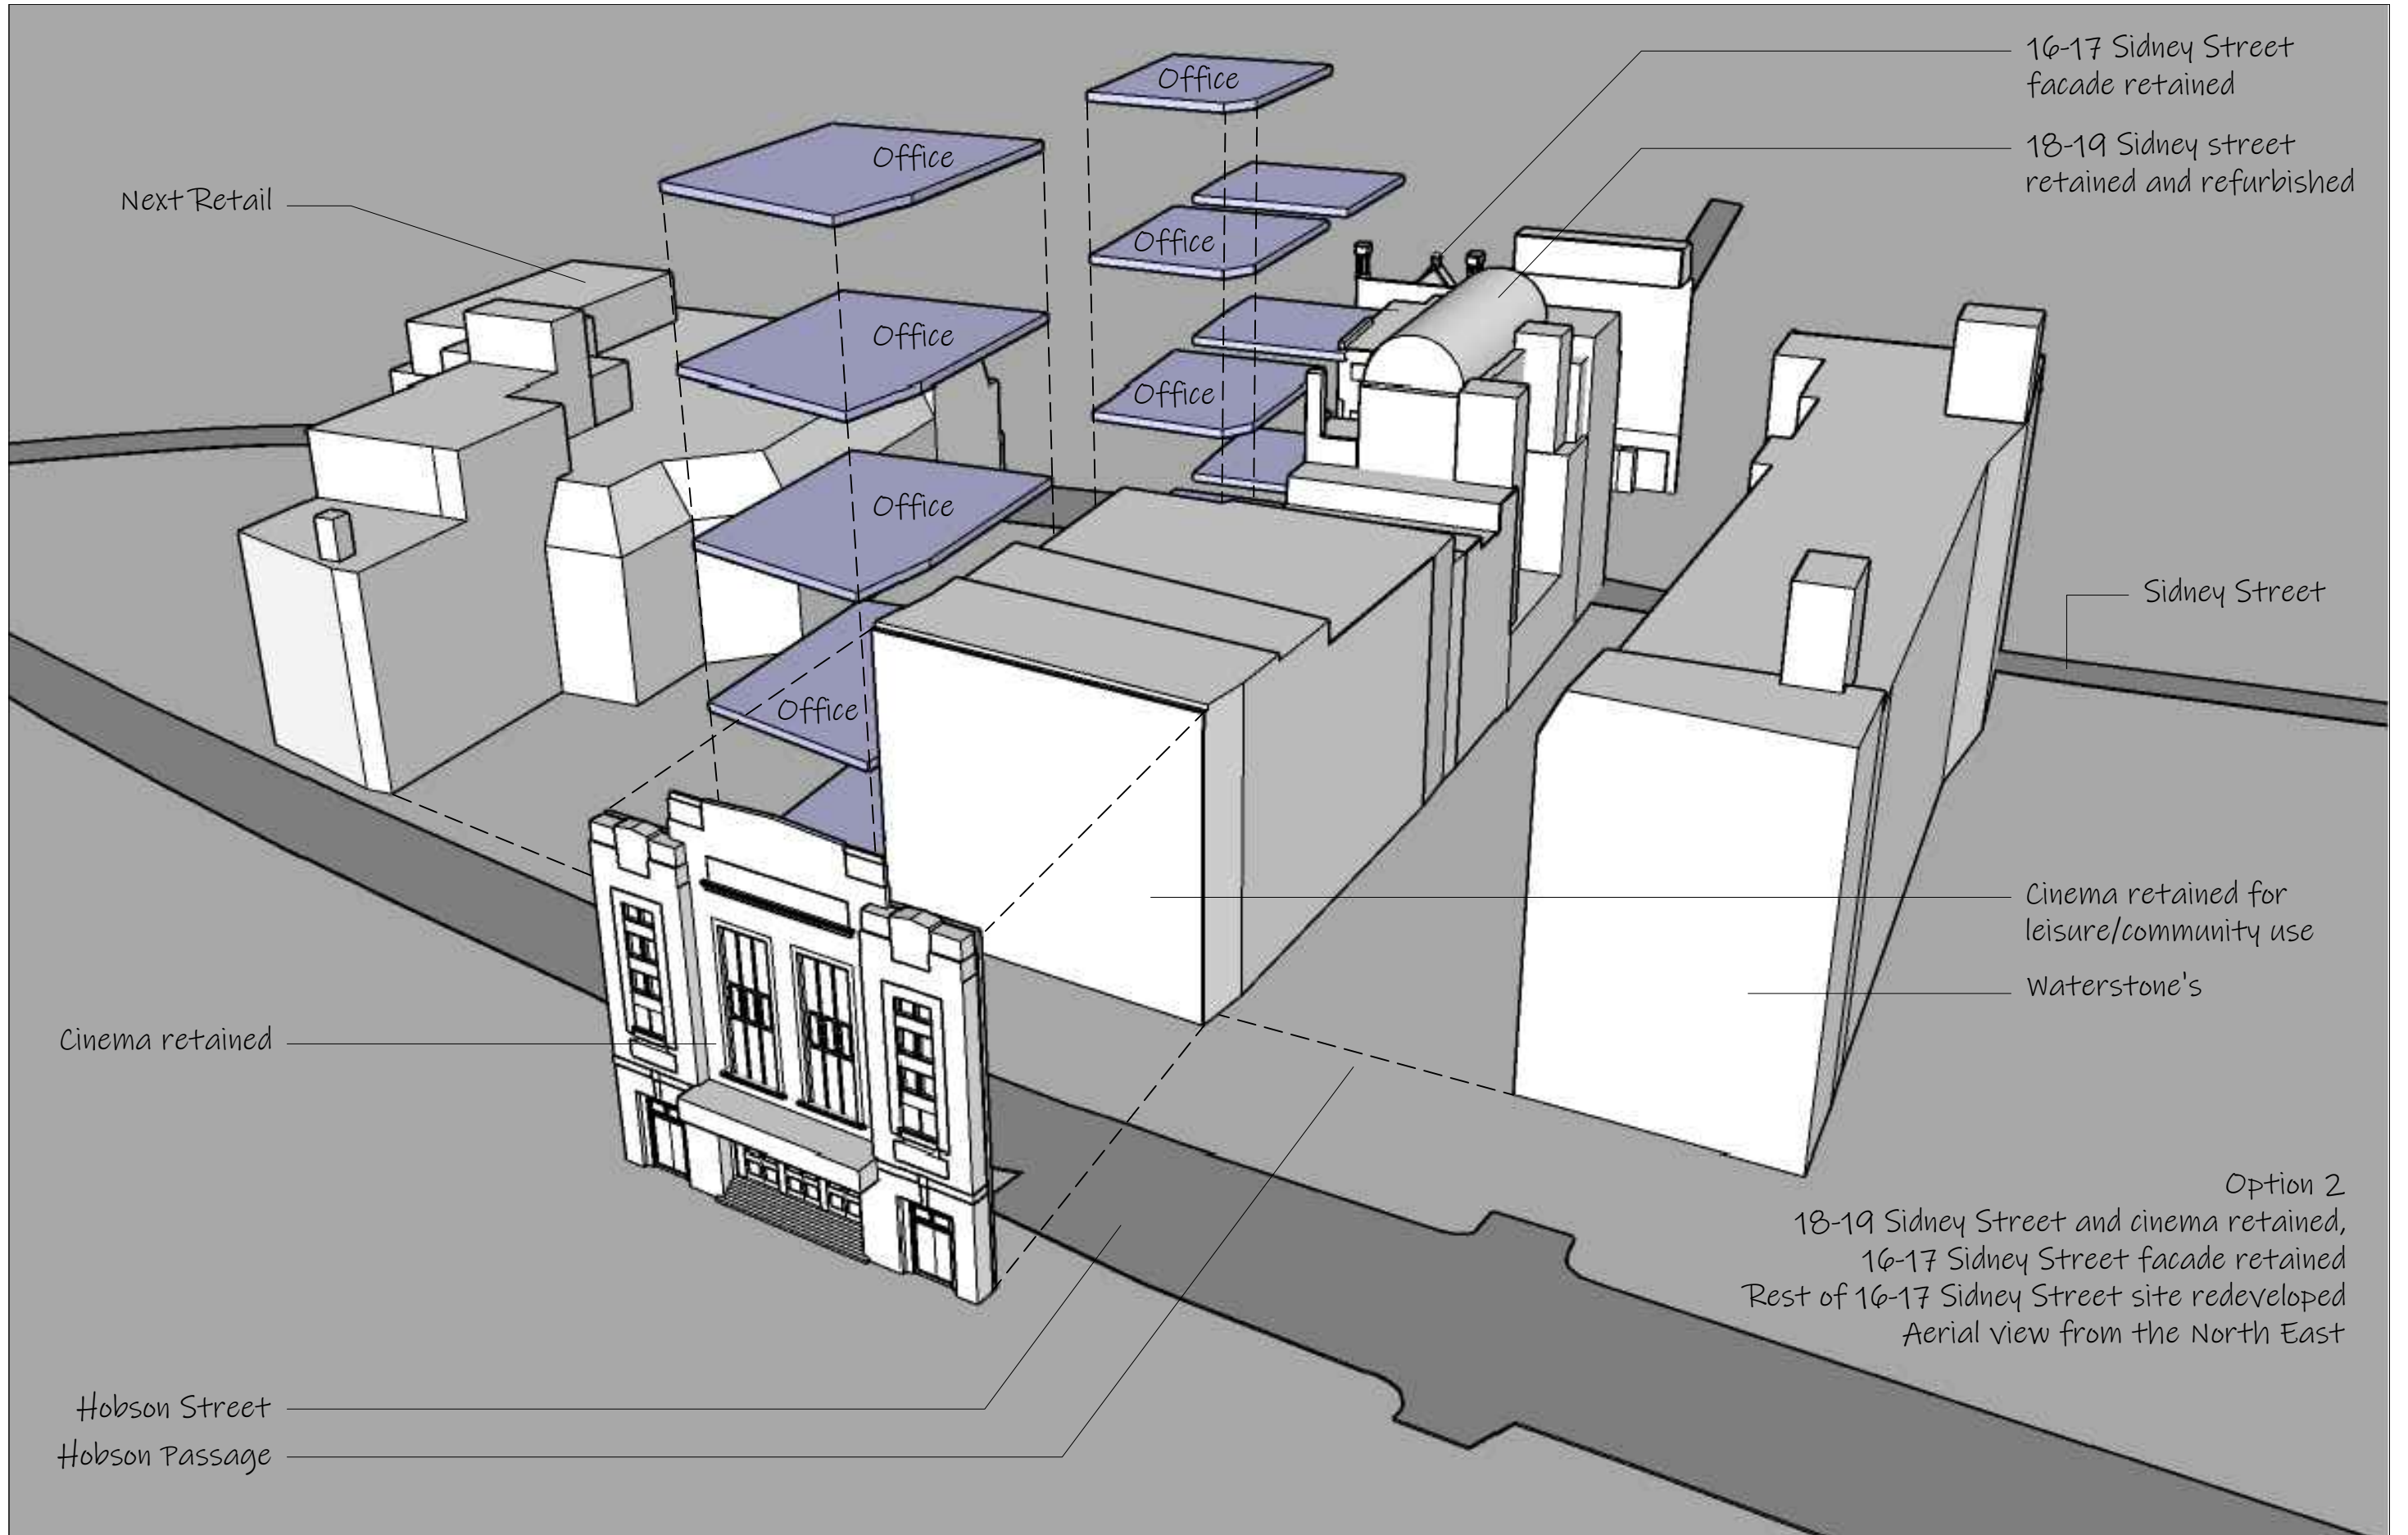 Office
16-17 Sidney Street
facade retained
Office
18-19 Sidney street
retained and refurbished
Next Retail
Office
Office
Office
Office
Sidney Street
Office
Cinema retained for
leisure/community use
Waterstone's
Cinema retained
Option 2
18-19 Sidney Street and cinema retained,
16-17 Sidney Street facade retained
Rest of 16-17 Sidney Street site redeveloped
Aerial view from the North East
Hobson Street
Hobson Passage